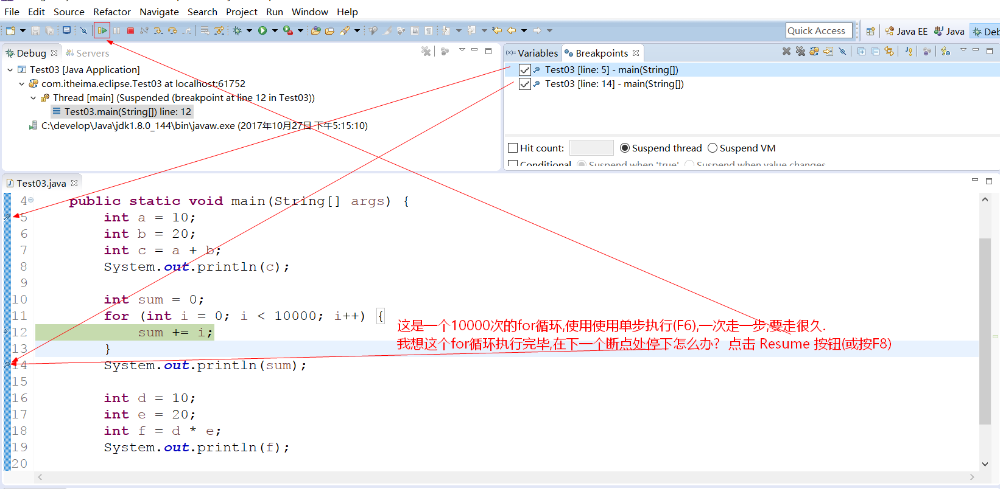 File Edit Source Refactor Navigate Search Project Run Window Help
Quick Access Java EE Java Deb
Debug Servers
Test03 [Java Application]
com.itheima.eclipse.Test03 at localhost:61752
Thread [main] (Suspended (breakpoint at line 12 in Test03))
Test03.main(String[]) line: 12
C:\develop\Java\jdk1.8.0_144\bin\javaw.exe (2017年10月27日 下午5:15:10)
(x)= Variables Breakpoints
Test03 [line: 5] - main(String[])
Test03 [line: 14] - main(String[])
Hit count: Suspend thread Suspend VM
Conditional Suspend when 'true' Suspend when value changes
Test03.java
4 public static void main(String[] args) {
5 int a = 10;
6 int b = 20;
7 int c = a + b;
8 System.out.println(c);
9
10 int sum = 0;
11 for (int i = 0; i < 10000; i++) {
12 sum += i;
13 }
14 System.out.println(sum);
15
16 int d = 10;
17 int e = 20;
18 int f = d * e;
19 System.out.println(f);
20
这是一个10000次的for循环,使用使用单步执行(F6),一次走一步,要走很久.
我想这个for循环执行完毕,在下一个断点处停下怎么办? 点击 Resume 按钮(或按F8)